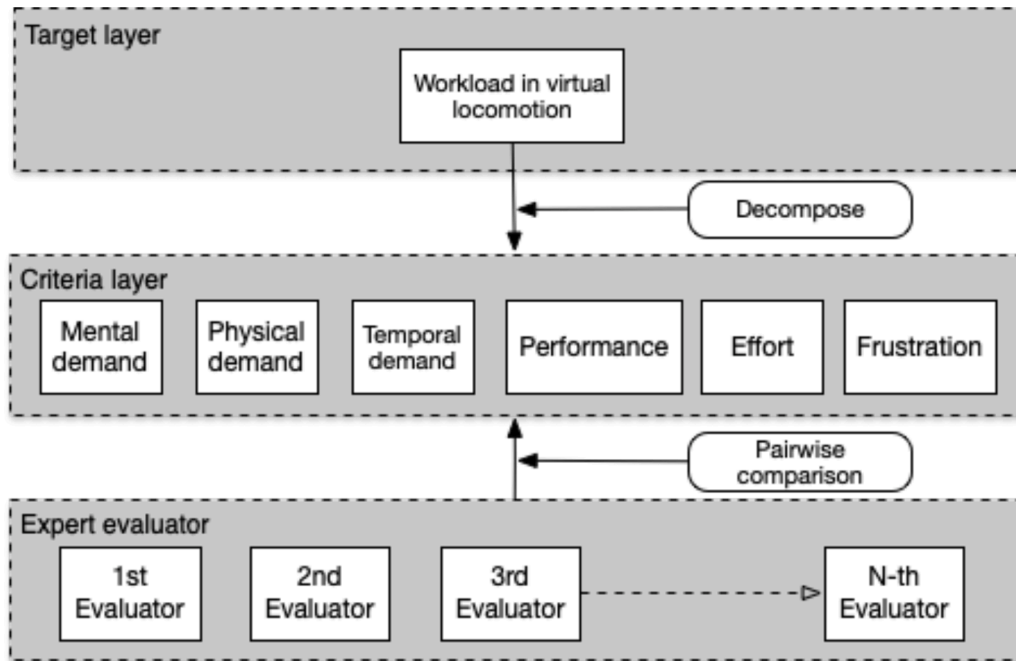 Target layer
Workload in virtual
locomotion
Decompose
Criteria layer
Mental
demand
Physical
demand
Temporal
demand
Performance
Effort
Frustration
Pairwise
comparison
Expert evaluator
1st
Evaluator
2nd
Evaluator
3rd
Evaluator
N-th
Evaluator